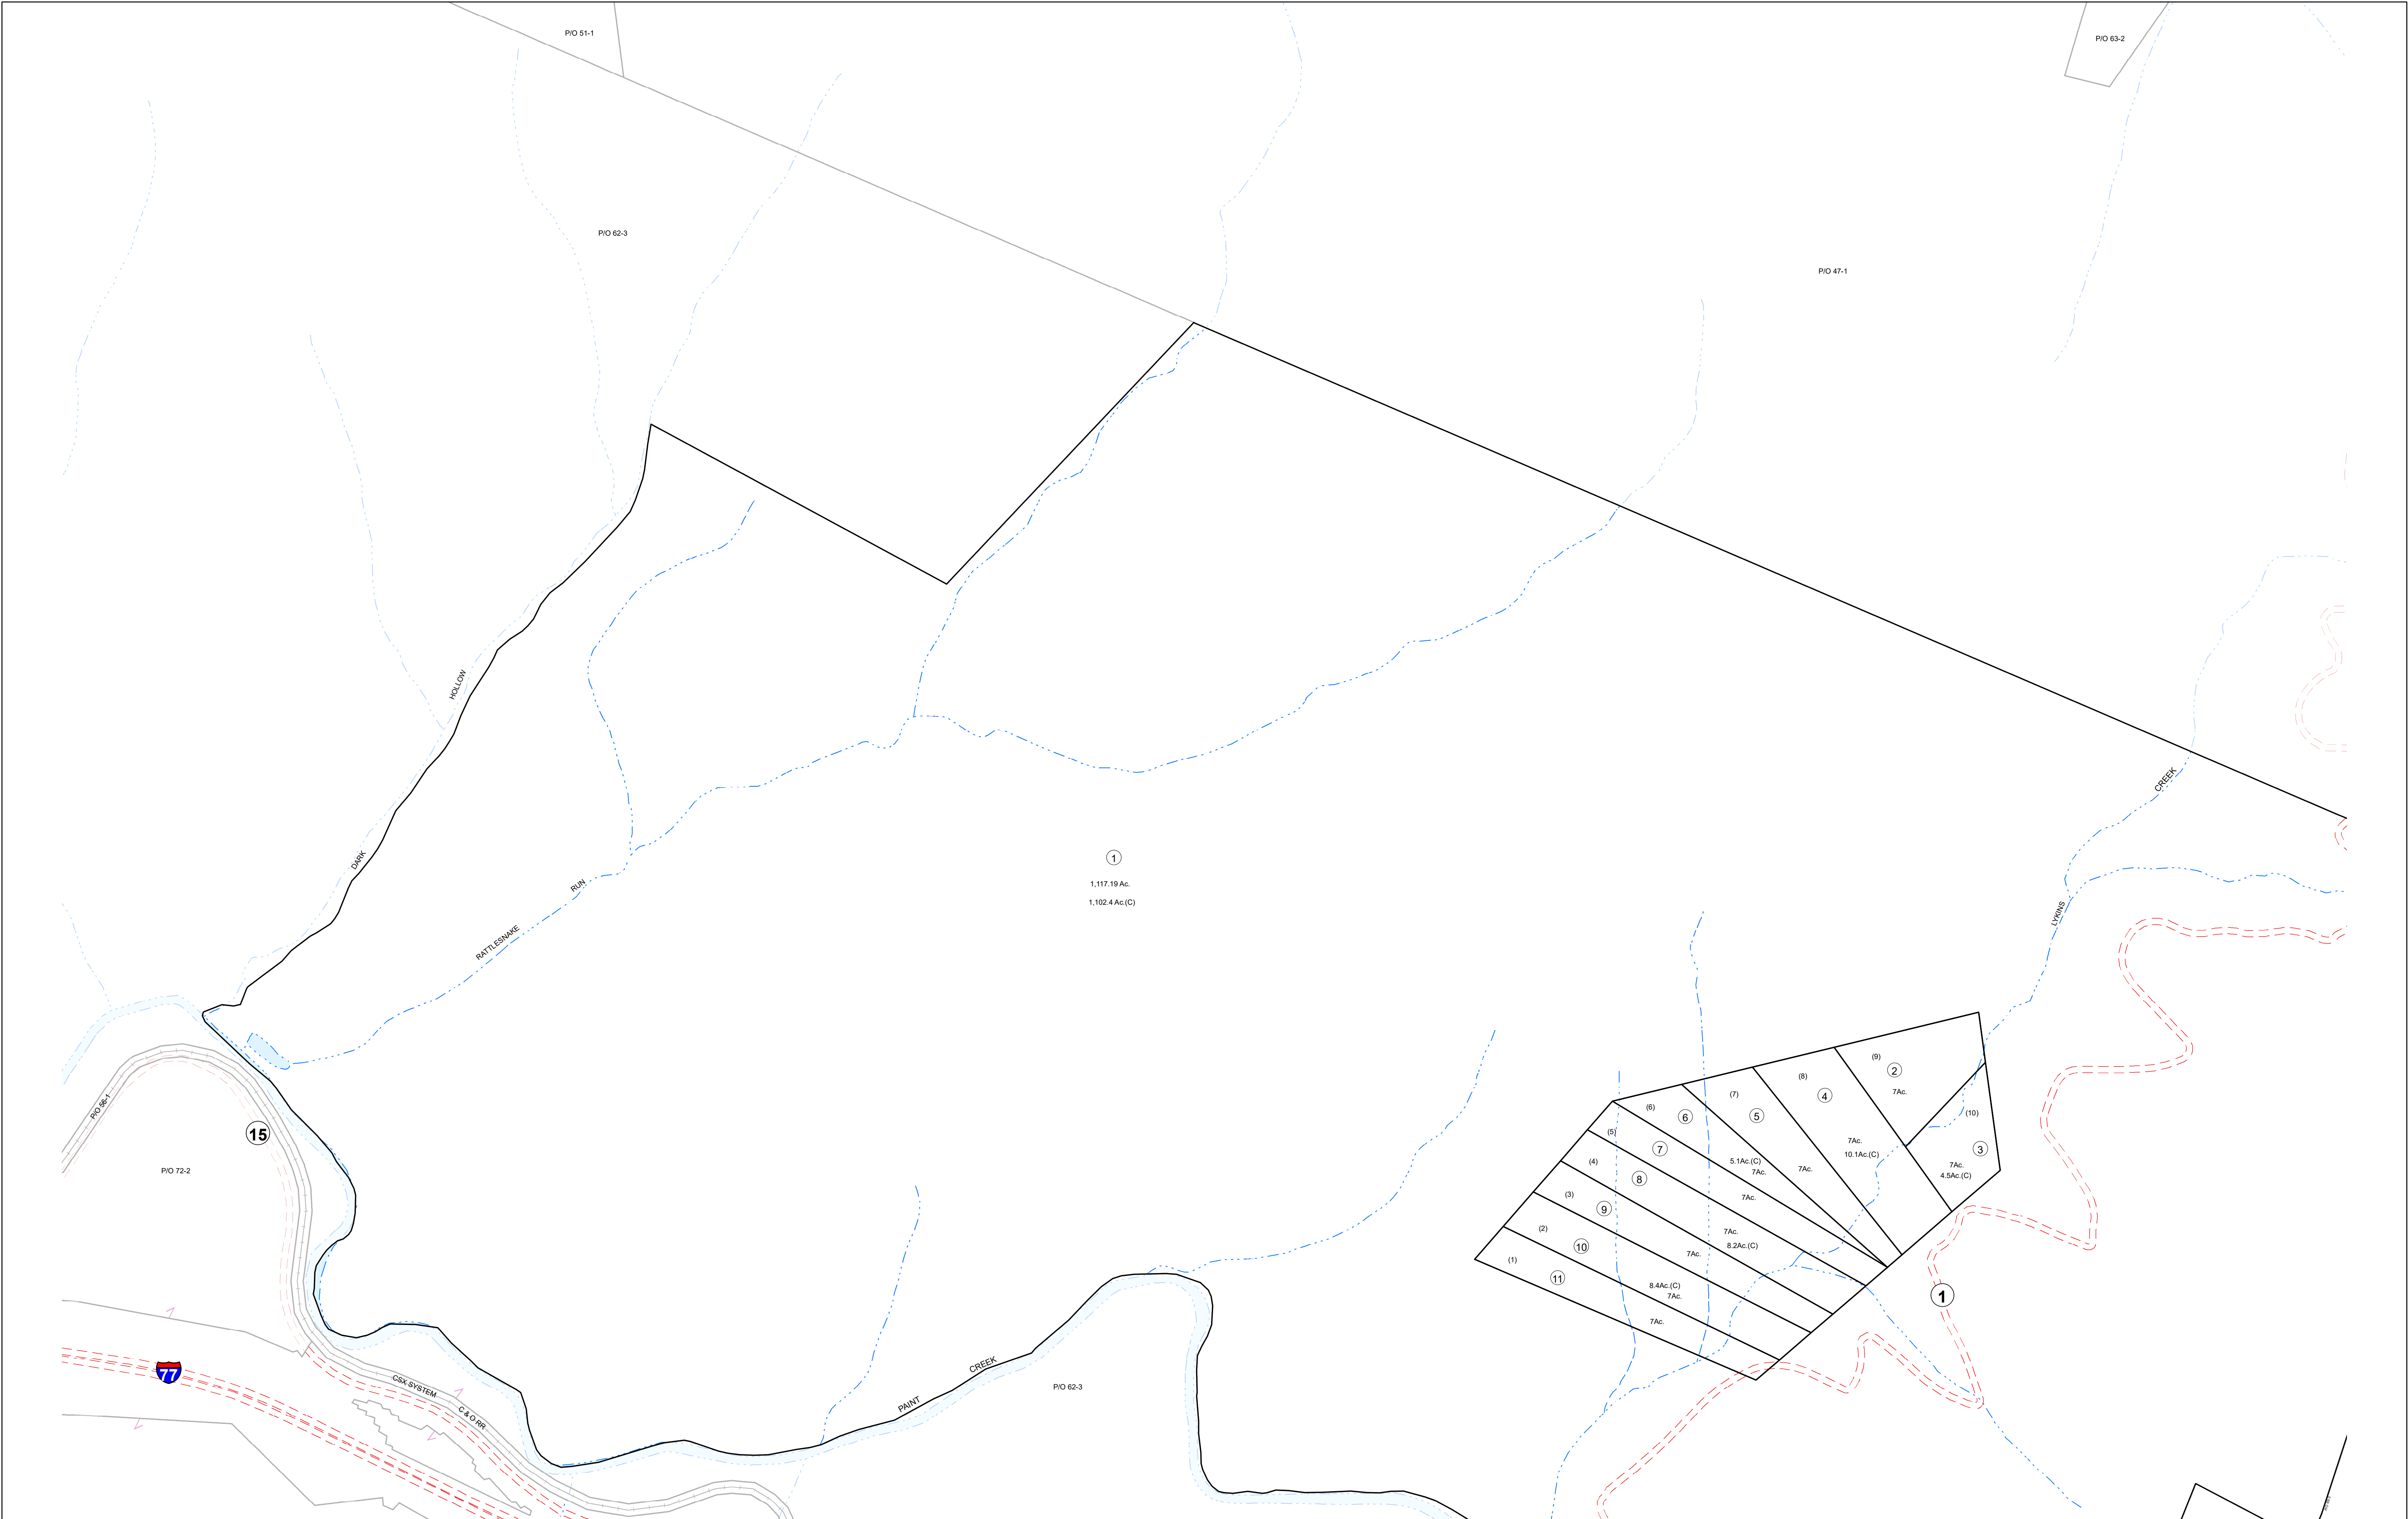 P/O 51-1
P/O 63-2
P/O 62-3
P/O 47-1
HOLLOW
DARK
CREEK
LYKINS
1
1,117.19 Ac.
1,102.4 Ac.(C)
RUN
RATTLESNAKE
P/O 56-1
15
P/O 72-2
(9)
2
7Ac.
(8)
4
7Ac.
10.1Ac.(C)
(10)
3
7Ac.
4.5Ac.(C)
(7)
5
7Ac.
(6)
6
5.1Ac.(C)
7Ac.
(5)
7
7Ac.
(4)
8
7Ac.
8.2Ac.(C)
(3)
9
7Ac.
(2)
10
8.4Ac.(C)
7Ac.
(1)
11
7Ac.
1
77
CSX SYSTEM
C & O RR
PAINT
CREEK
P/O 62-3